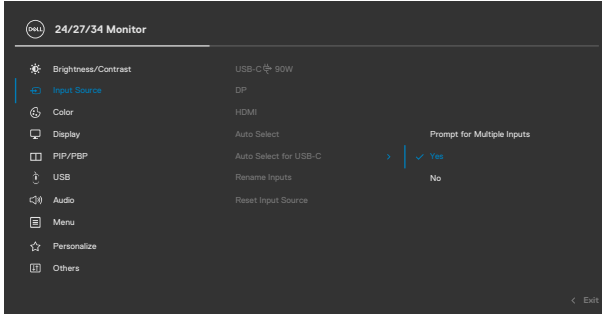 DELL 24/27/34 Monitor
Brightness/Contrast
Input Source
Color
Display
PIP/PBP
USB
Audio
Menu
Personalize
Others
USB-C 90W
DP
HDMI
Auto Select
Auto Select for USB-C
Rename Inputs
Reset Input Source
Prompt for Multiple Inputs
Yes
No
Exit